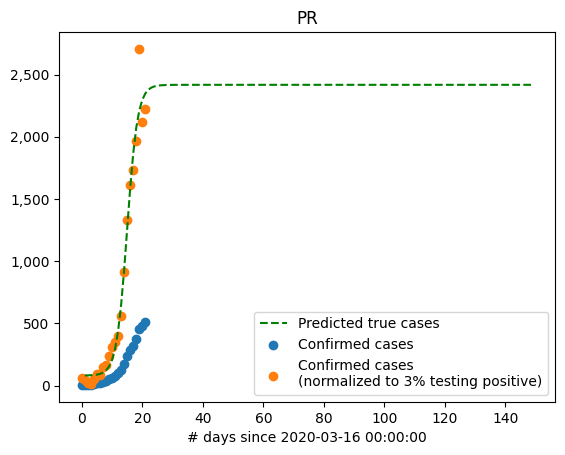 PR
2,500
2,000
1,500
1,000
500
0
Predicted true cases
Confirmed cases
Confirmed cases
(normalized to 3% testing positive)
0 20 40 60 80 100 120 140
# days since 2020-03-16 00:00:00